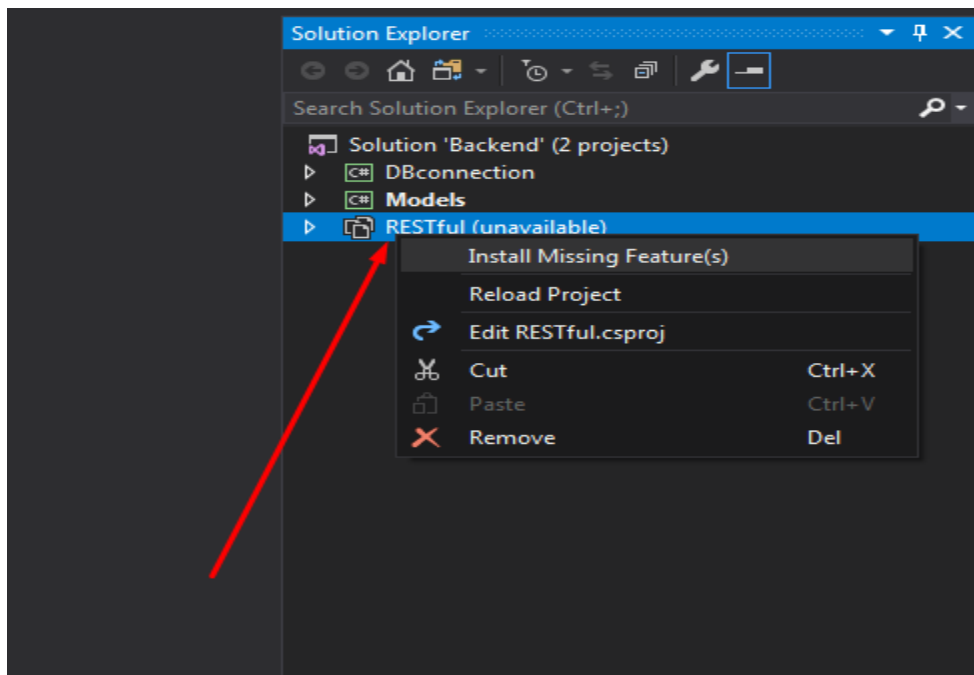 Solution Explorer
Search Solution Explorer (Ctrl+;)
Solution 'Backend' (2 projects)
C# DBconnection
C# Models
RESTful (unavailable)
Install Missing Feature(s)
Reload Project
Edit RESTful.csproj
Cut Ctrl+X
Paste Ctrl+V
Remove Del